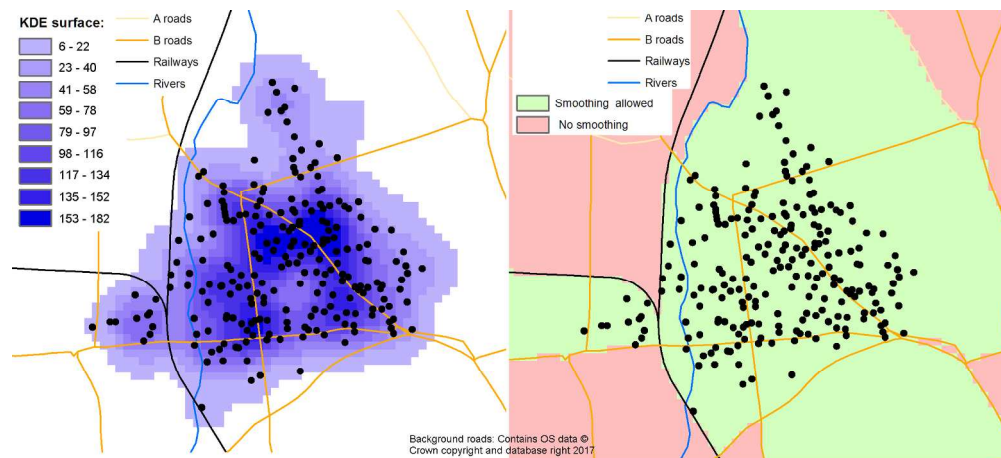 KDE surface:
6 - 22
23 - 40
41 - 58
59 - 78
79 - 97
98 - 116
117 - 134
135 - 152
153 - 182
A roads
B roads
Railways
Rivers
A roads
B roads
Railways
Rivers
Smoothing allowed
No smoothing
Background roads: Contains OS data ©
Crown copyright and database right 2017